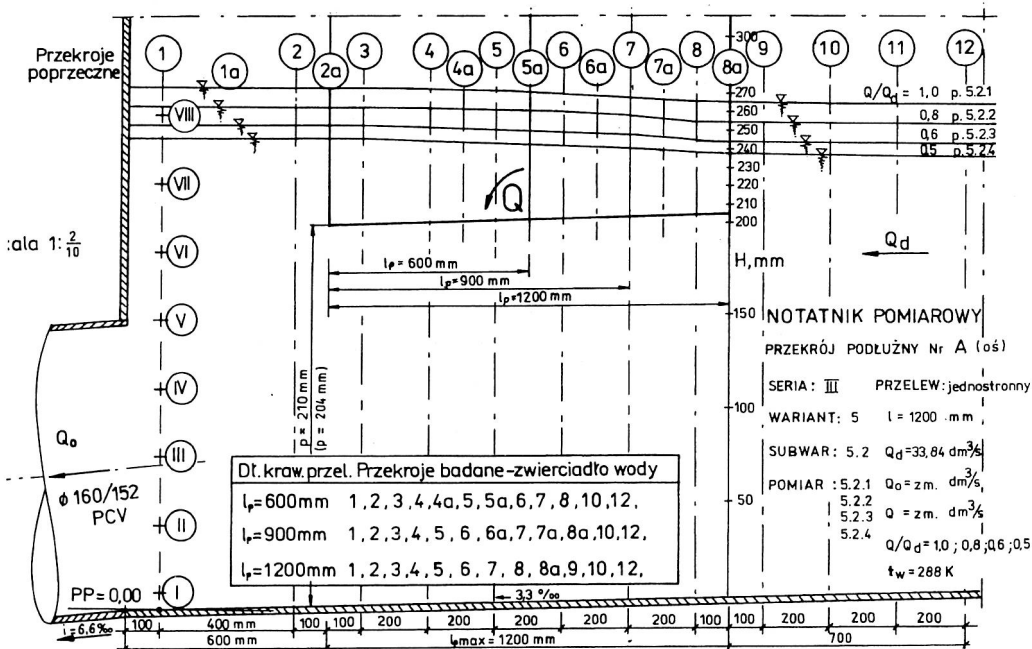 Przekroje
poprzeczne
1
1a
2
2a
3
4
4a
5
5a
6
6a
7
7a
8
8a
9
10
11
12
300
270
260
250
240
230
220
210
200
H,mm
150
100
50
Q/Qd = 1,0 p. 5.2.1
0,8 p. 5.2.2
0,6 p. 5.2.3
0,5 p. 5.2.4
VIII
VII
VI
V
IV
III
II
I
Q
Qd
lp = 600 mm
lp = 900 mm
lp = 1200 mm
:ala 1: 2/10
p = 210 mm
(p = 204 mm)
Qo
ϕ 160/152
PCV
PP = 0,00
i = 6,6‰
3,3 ‰
NOTATNIK POMIAROWY
PRZEKRÓJ PODŁUŻNY Nr A (oś)
SERIA: III PRZELEW: jednostronny
WARIANT: 5 l = 1200 mm
SUBWAR: 5.2 Qd = 33,84 dm³/s
POMIAR: 5.2.1 Qo = zm. dm³/s
5.2.2
5.2.3 Q = zm. dm³/s
5.2.4
Q/Qd = 1,0 ; 0,8 ; 0,6 ; 0,5
tw = 288 K
Dł. kraw. przel. Przekroje badane-zwierciadło wody
lp=600mm 1, 2, 3, 4, 4a, 5, 5a, 6, 7, 8, 10, 12,
lp=900mm 1, 2, 3, 4, 5, 6, 6a, 7, 7a, 8a, 10, 12,
lp=1200mm 1, 2, 3, 4, 5, 6, 7, 8, 8a, 9, 10, 12,
100 400 mm 100 100 200 200 200 200 200 100 100 200 200 200
600 mm lpmax = 1200 mm 700